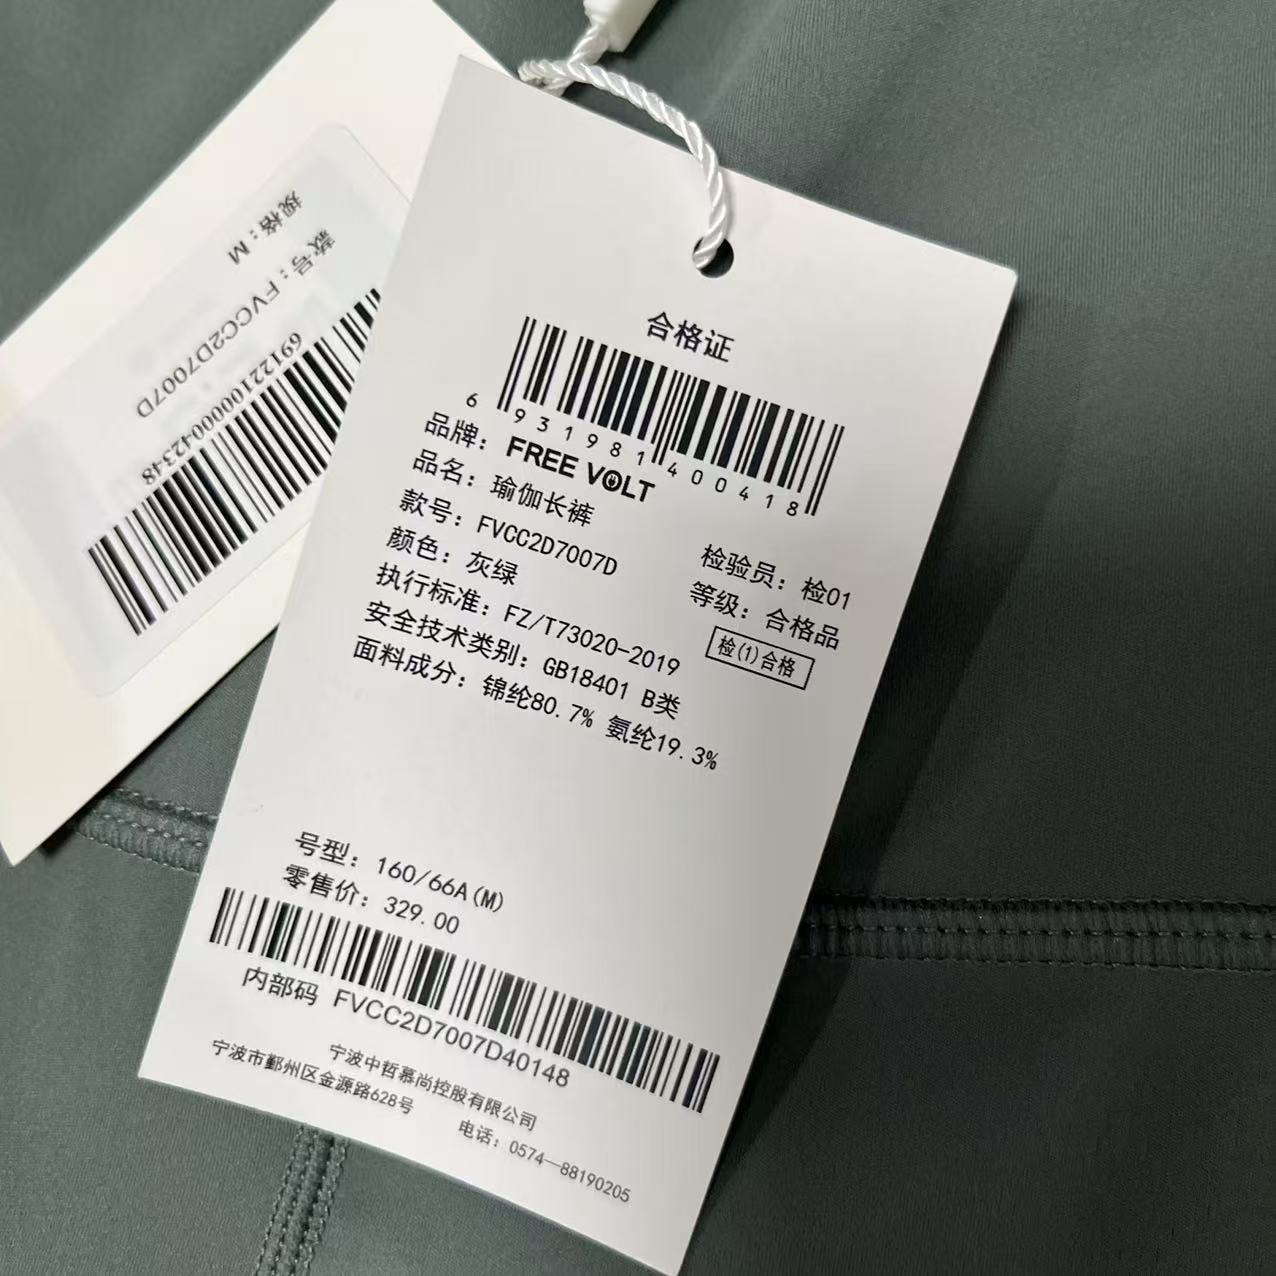 合格证
6 931981 400418
品牌: FREE VOLT
品名: 瑜伽长裤
款号: FVCC2D7007D
颜色: 灰绿
检验员: 检01
执行标准: FZ/T73020-2019
等级: 合格品
安全技术类别: GB18401 B类
检(1)合格
面料成分: 锦纶80.7% 氨纶19.3%
号型: 160/66A(M)
零售价: 329.00
内部码 FVCC2D7007D40148
宁波中哲慕尚控股有限公司
宁波市鄞州区金源路628号
电话: 0574—88190205
规格: M
款号: FVCC2D7007D
6912210000042348